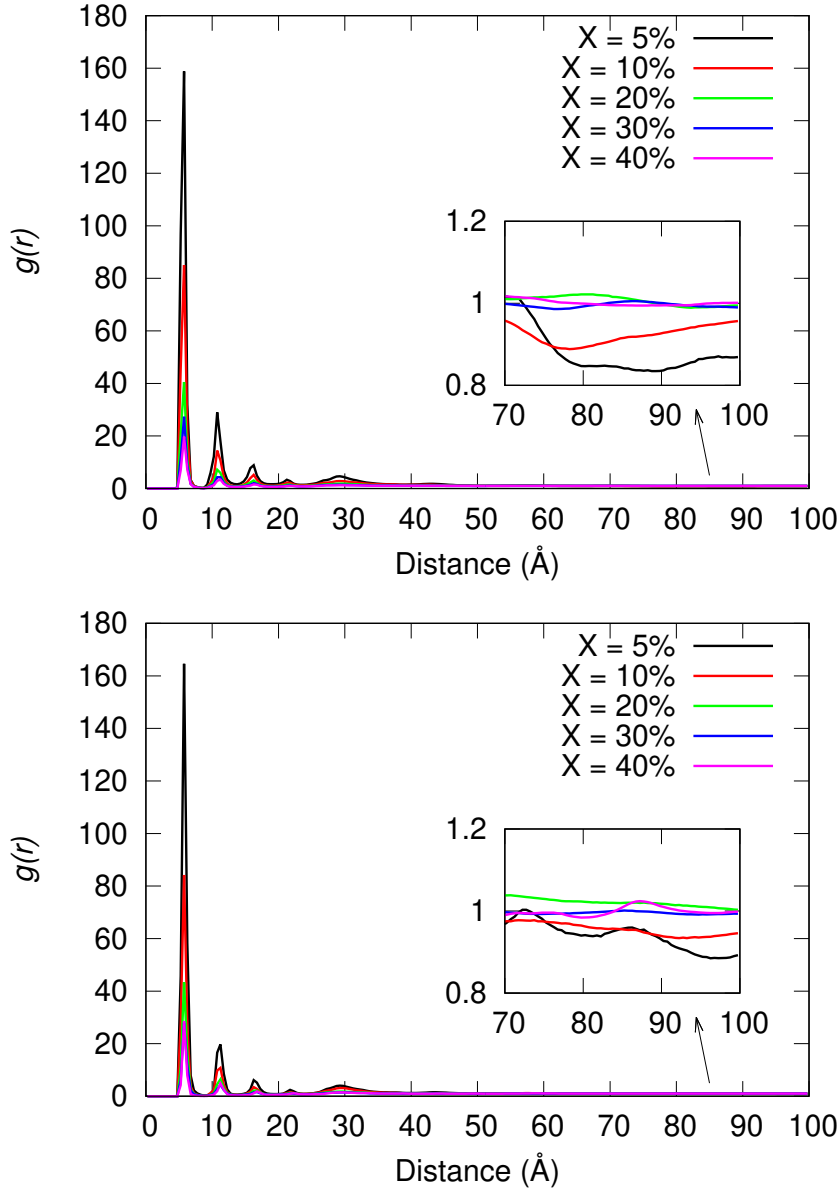 180
160
140
120
100
80
60
40
20
0
g(r)
X = 5%
X = 10%
X = 20%
X = 30%
X = 40%
1.2
1
0.8
70 80 90 100
0 10 20 30 40 50 60 70 80 90 100
Distance (Å)
180
160
140
120
100
80
60
40
20
0
g(r)
X = 5%
X = 10%
X = 20%
X = 30%
X = 40%
1.2
1
0.8
70 80 90 100
0 10 20 30 40 50 60 70 80 90 100
Distance (Å)